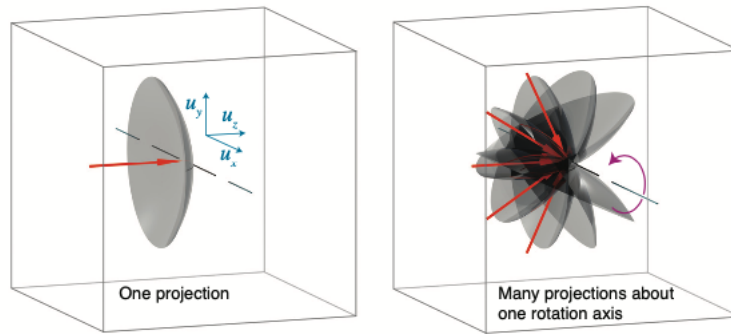 u_y
u_z
u_x
One projection
Many projections about
one rotation axis